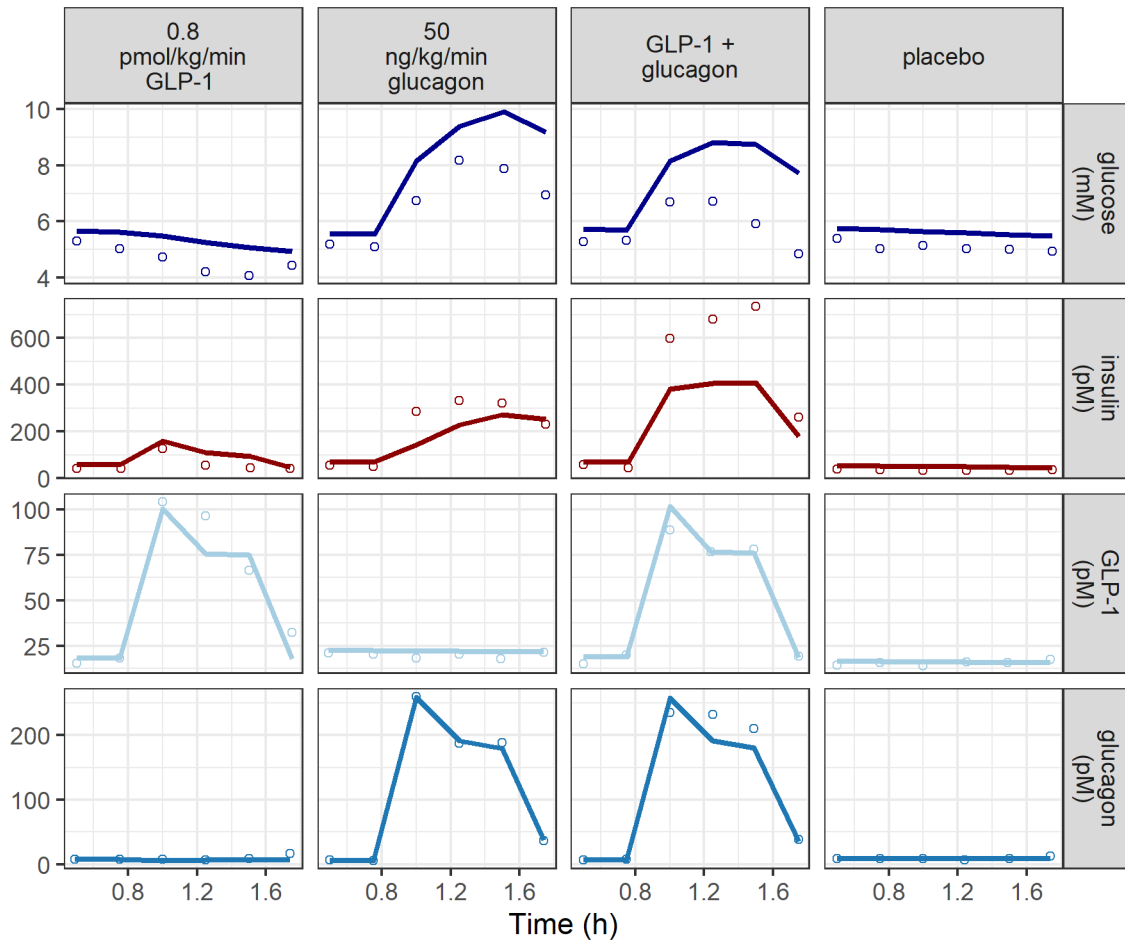 0.8
pmol/kg/min
GLP-1
50
ng/kg/min
glucagon
GLP-1 +
glucagon
placebo
10
8
6
4
glucose
(mM)
600
400
200
0
insulin
(pM)
100
75
50
25
GLP-1
(pM)
200
100
0
glucagon
(pM)
0.8 1.2 1.6 0.8 1.2 1.6 0.8 1.2 1.6 0.8 1.2 1.6
Time (h)